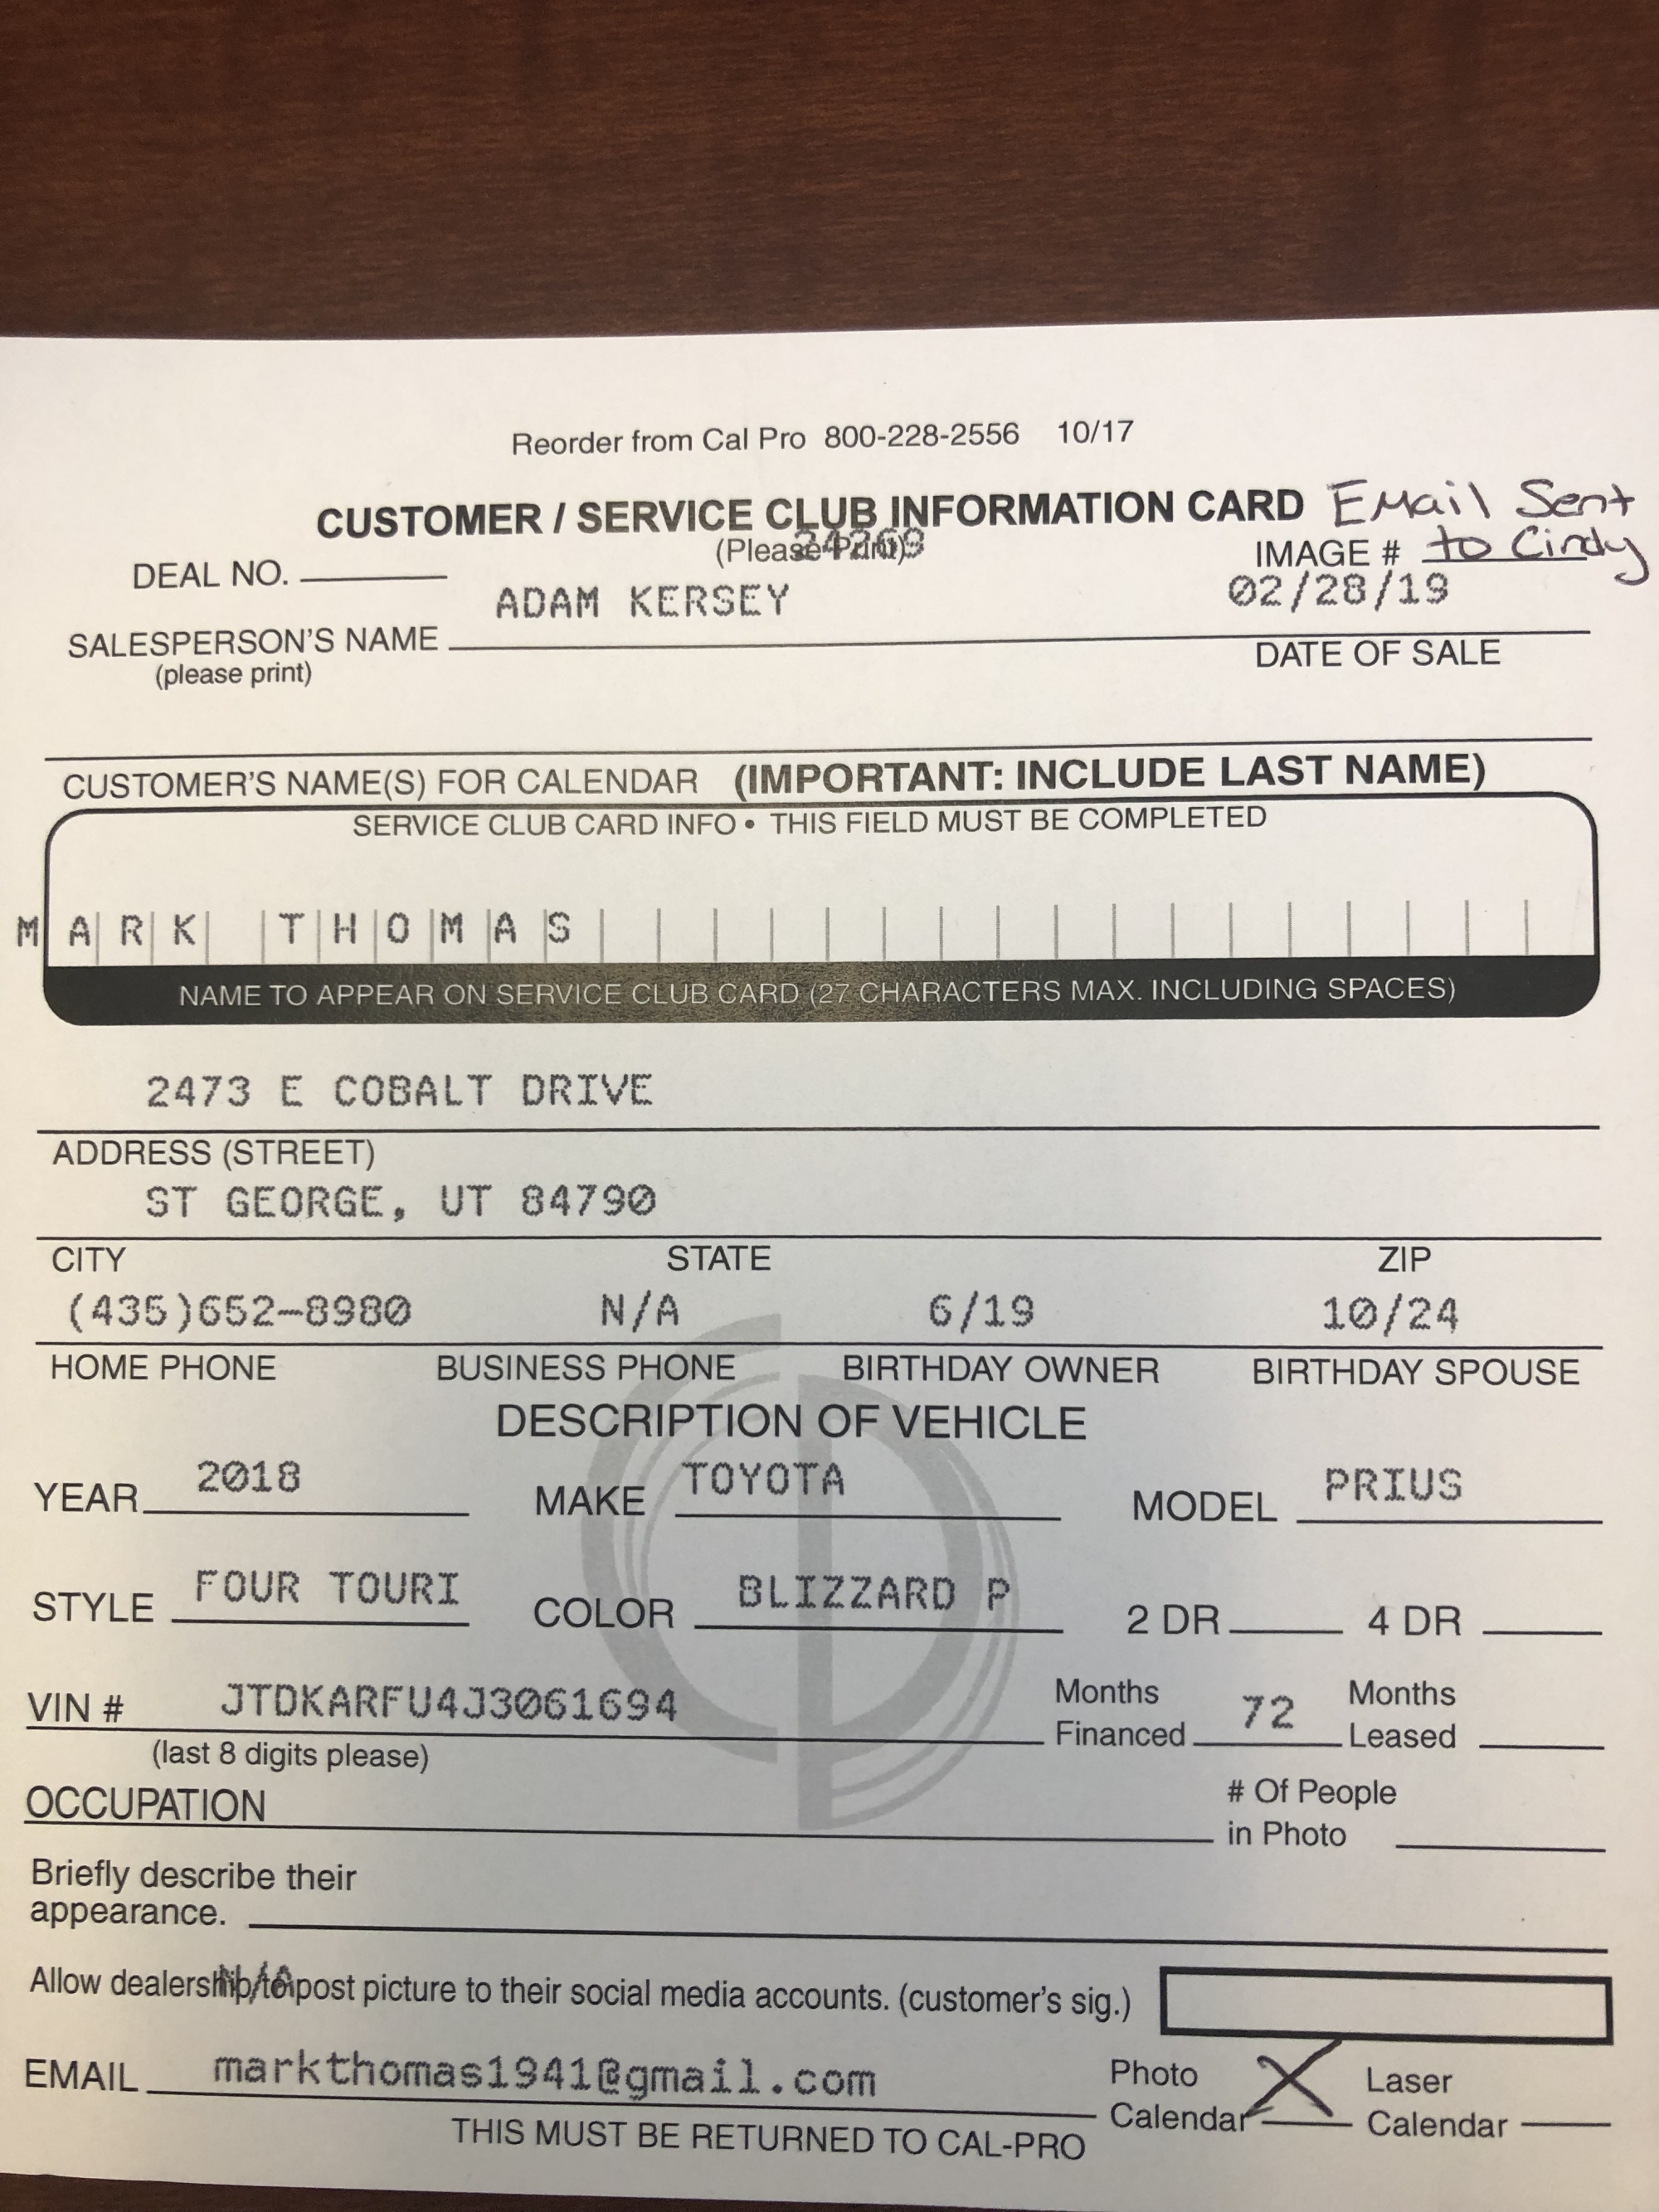 Reorder from Cal Pro 800-228-2556 10/17
CUSTOMER / SERVICE CLUB INFORMATION CARD Email Sent
(Please Print)
DEAL NO. IMAGE # to Cindy
ADAM KERSEY 02/28/19
SALESPERSON'S NAME DATE OF SALE
(please print)
CUSTOMER'S NAME(S) FOR CALENDAR (IMPORTANT: INCLUDE LAST NAME)
SERVICE CLUB CARD INFO • THIS FIELD MUST BE COMPLETED
MARK THOMAS
NAME TO APPEAR ON SERVICE CLUB CARD (27 CHARACTERS MAX. INCLUDING SPACES)
2473 E COBALT DRIVE
ADDRESS (STREET)
ST GEORGE, UT 84790
CITY STATE ZIP
(435)652-8980 N/A 6/19 10/24
HOME PHONE BUSINESS PHONE BIRTHDAY OWNER BIRTHDAY SPOUSE
DESCRIPTION OF VEHICLE
YEAR 2018 MAKE TOYOTA MODEL PRIUS
STYLE FOUR TOURI COLOR BLIZZARD P 2 DR 4 DR
VIN # JTDKARFU4J3061694 Months Financed 72 Months Leased
(last 8 digits please)
OCCUPATION # Of People in Photo
Briefly describe their
appearance.
N/A
Allow dealership to post picture to their social media accounts. (customer's sig.)
EMAIL markthomas1941@gmail.com Photo Calendar X Laser Calendar
THIS MUST BE RETURNED TO CAL-PRO